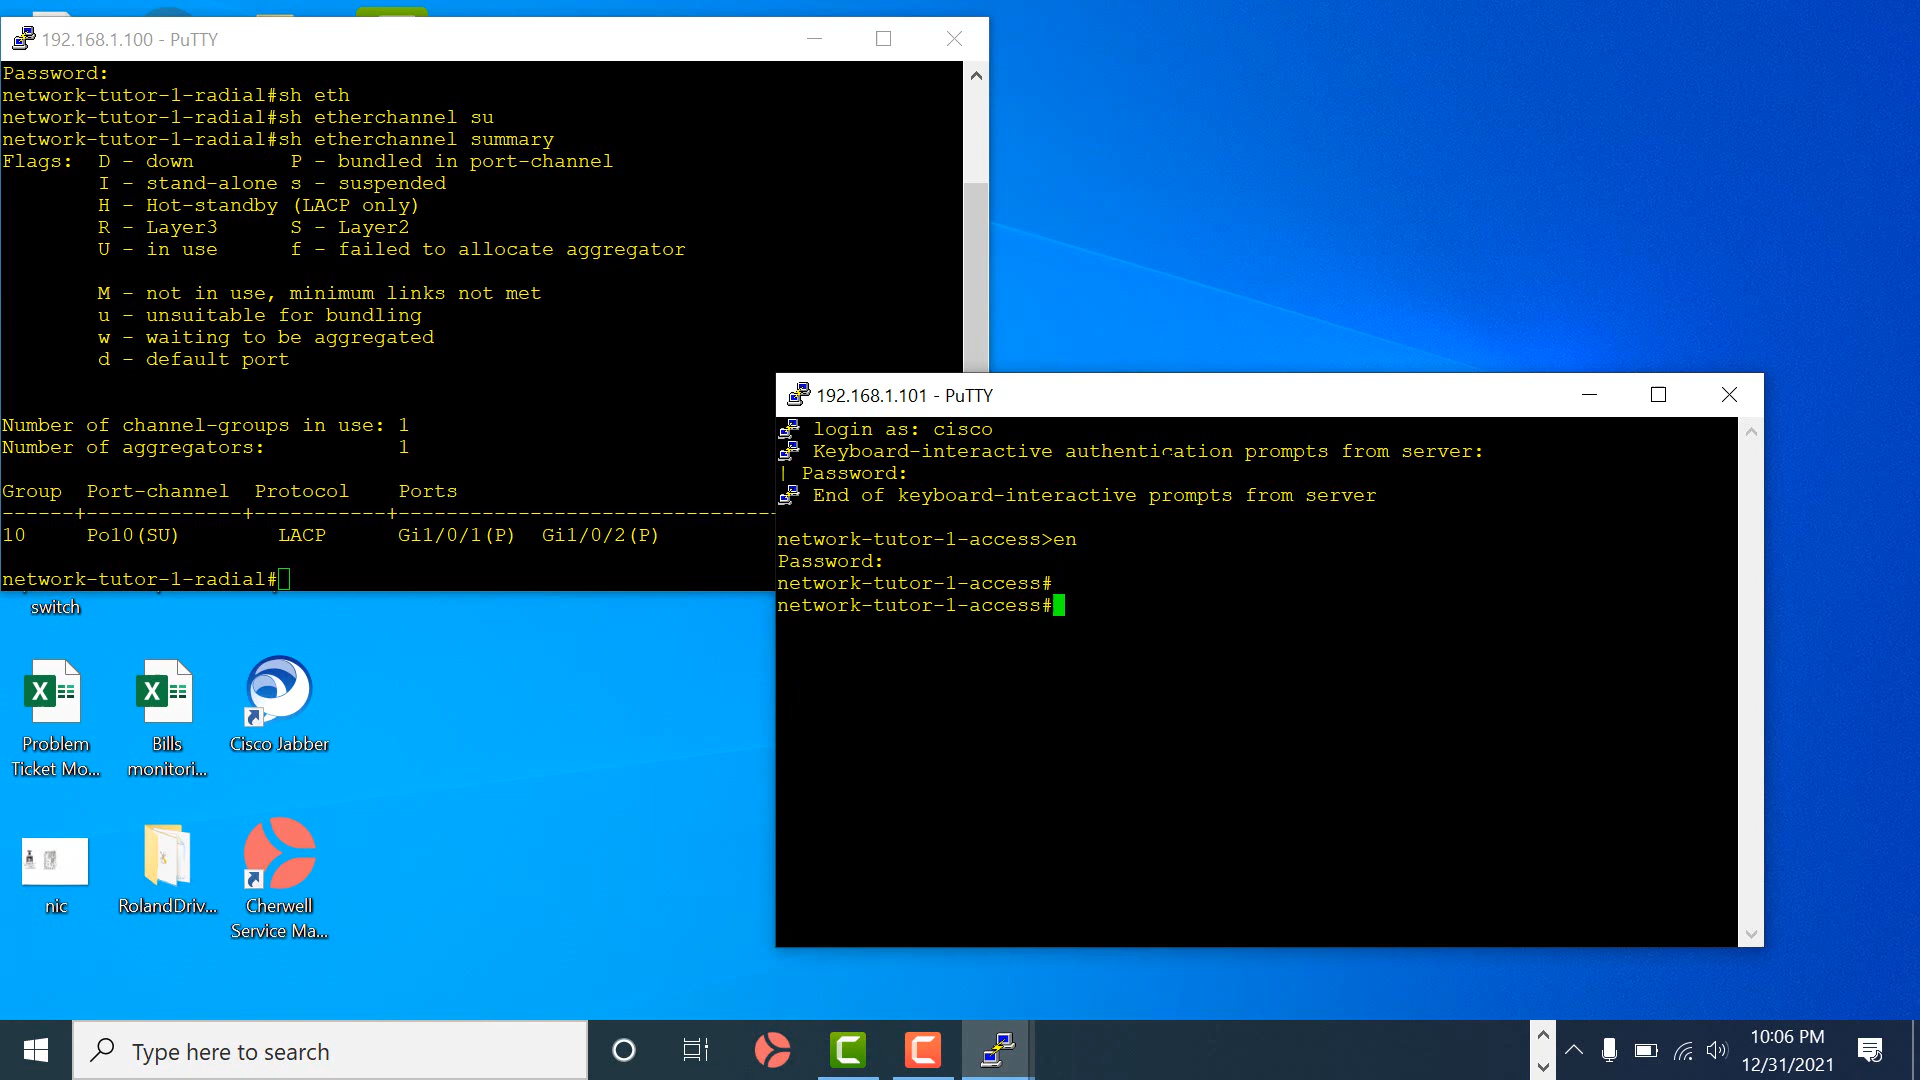 192.168.1.100 - PuTTY
Password:
network-tutor-1-radial#sh eth
network-tutor-1-radial#sh etherchannel su
network-tutor-1-radial#sh etherchannel summary
Flags:  D - down        P - bundled in port-channel
        I - stand-alone s - suspended
        H - Hot-standby (LACP only)
        R - Layer3      S - Layer2
        U - in use      f - failed to allocate aggregator
        M - not in use, minimum links not met
        u - unsuitable for bundling
        w - waiting to be aggregated
        d - default port
Number of channel-groups in use: 1
Number of aggregators:           1
Group  Port-channel  Protocol    Ports
------+-------------+-----------+--------------------------------
10     Po10(SU)        LACP      Gi1/0/1(P)  Gi1/0/2(P)
network-tutor-1-radial#
192.168.1.101 - PuTTY
login as: cisco
Keyboard-interactive authentication prompts from server:
| Password:
End of keyboard-interactive prompts from server
network-tutor-1-access>en
Password:
network-tutor-1-access#
network-tutor-1-access#
switch
Problem
Ticket Mo...
Bills
monitori...
Cisco Jabber
nic
RolandDriv...
Cherwell
Service Ma...
Type here to search
10:06 PM
12/31/2021